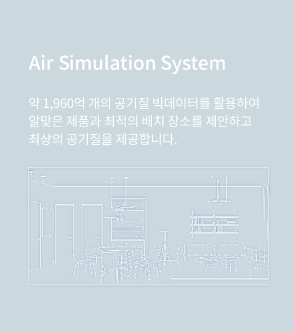 Air Simulation System
약 1,960억 개의 공기질 빅데이터를 활용하여
알맞은 제품과 최적의 배치 장소를 제안하고
최상의 공기질을 제공합니다.